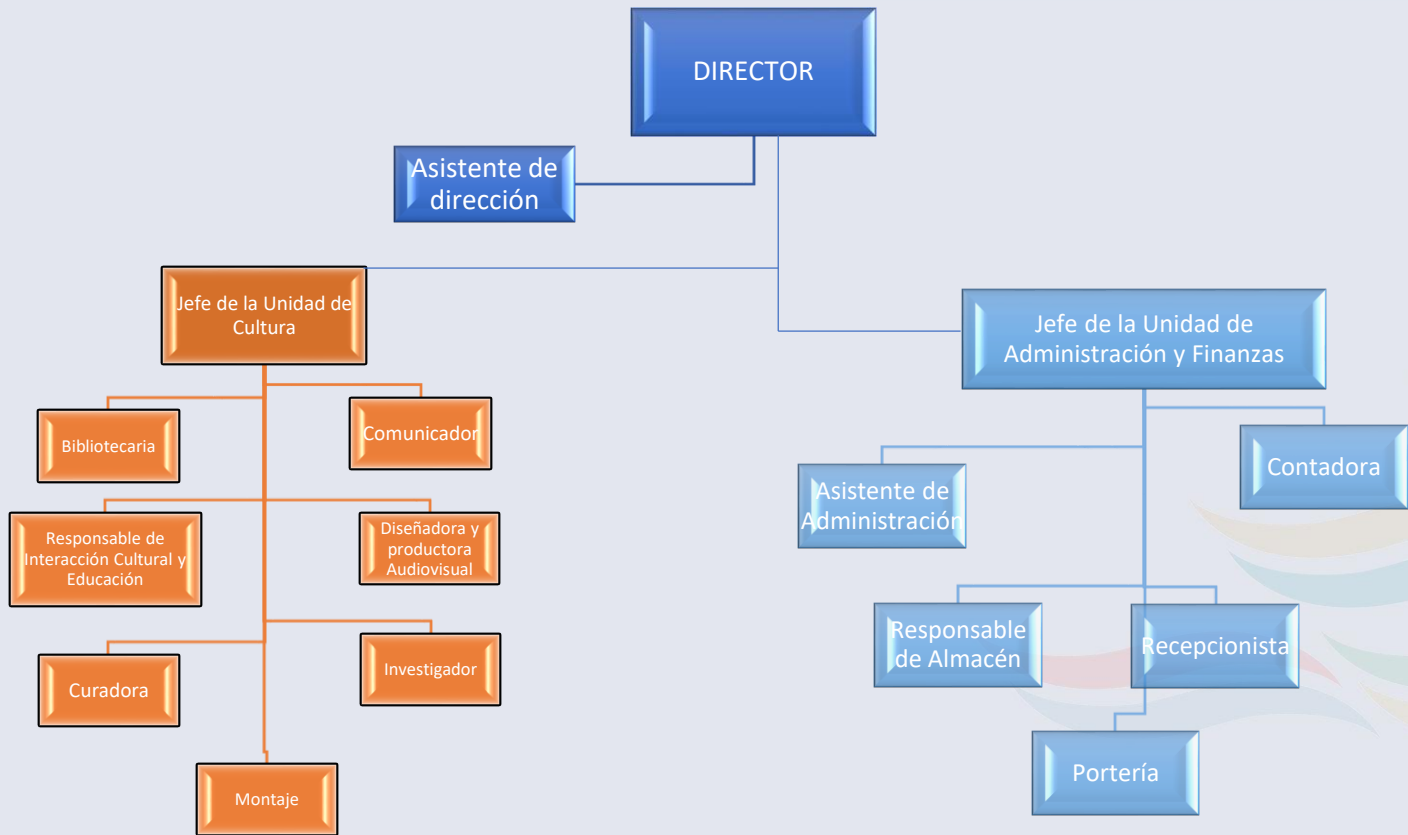 DIRECTOR
Asistente de
dirección
Jefe de la Unidad de
Cultura
Jefe de la Unidad de
Administración y Finanzas
Bibliotecaria
Comunicador
Contadora
Asistente de
Administración
Responsable de
Interacción Cultural y
Educación
Diseñadora y
productora
Audiovisual
Responsable
de Almacén
Recepcionista
Curadora
Investigador
Portería
Montaje